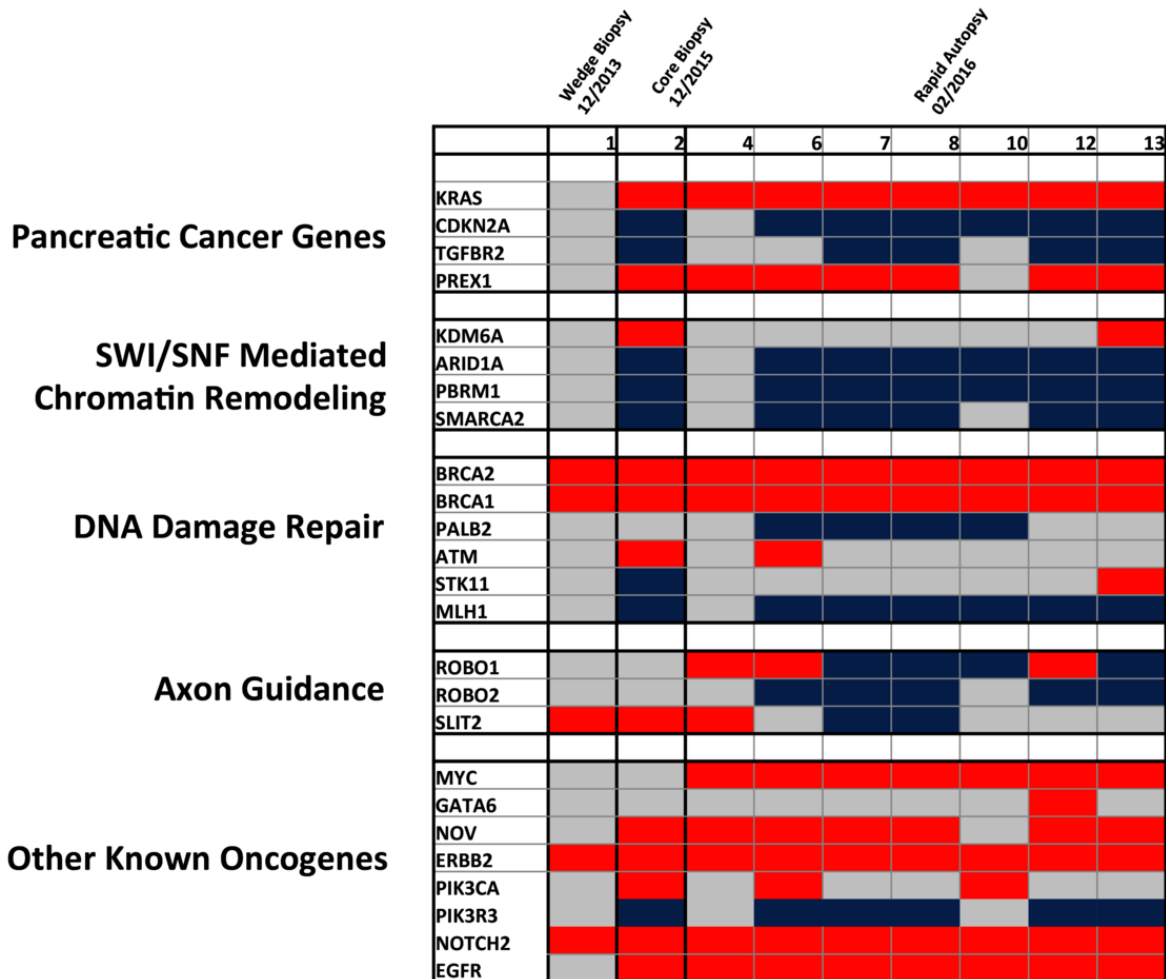 Wedge Biopsy
12/2013
Core Biopsy
12/2015
Rapid Autopsy
02/2016
1 2 4 6 7 8 10 12 13
Pancreatic Cancer Genes
KRAS
CDKN2A
TGFBR2
PREX1
SWI/SNF Mediated
Chromatin Remodeling
KDM6A
ARID1A
PBRM1
SMARCA2
DNA Damage Repair
BRCA2
BRCA1
PALB2
ATM
STK11
MLH1
Axon Guidance
ROBO1
ROBO2
SLIT2
Other Known Oncogenes
MYC
GATA6
NOV
ERBB2
PIK3CA
PIK3R3
NOTCH2
EGFR